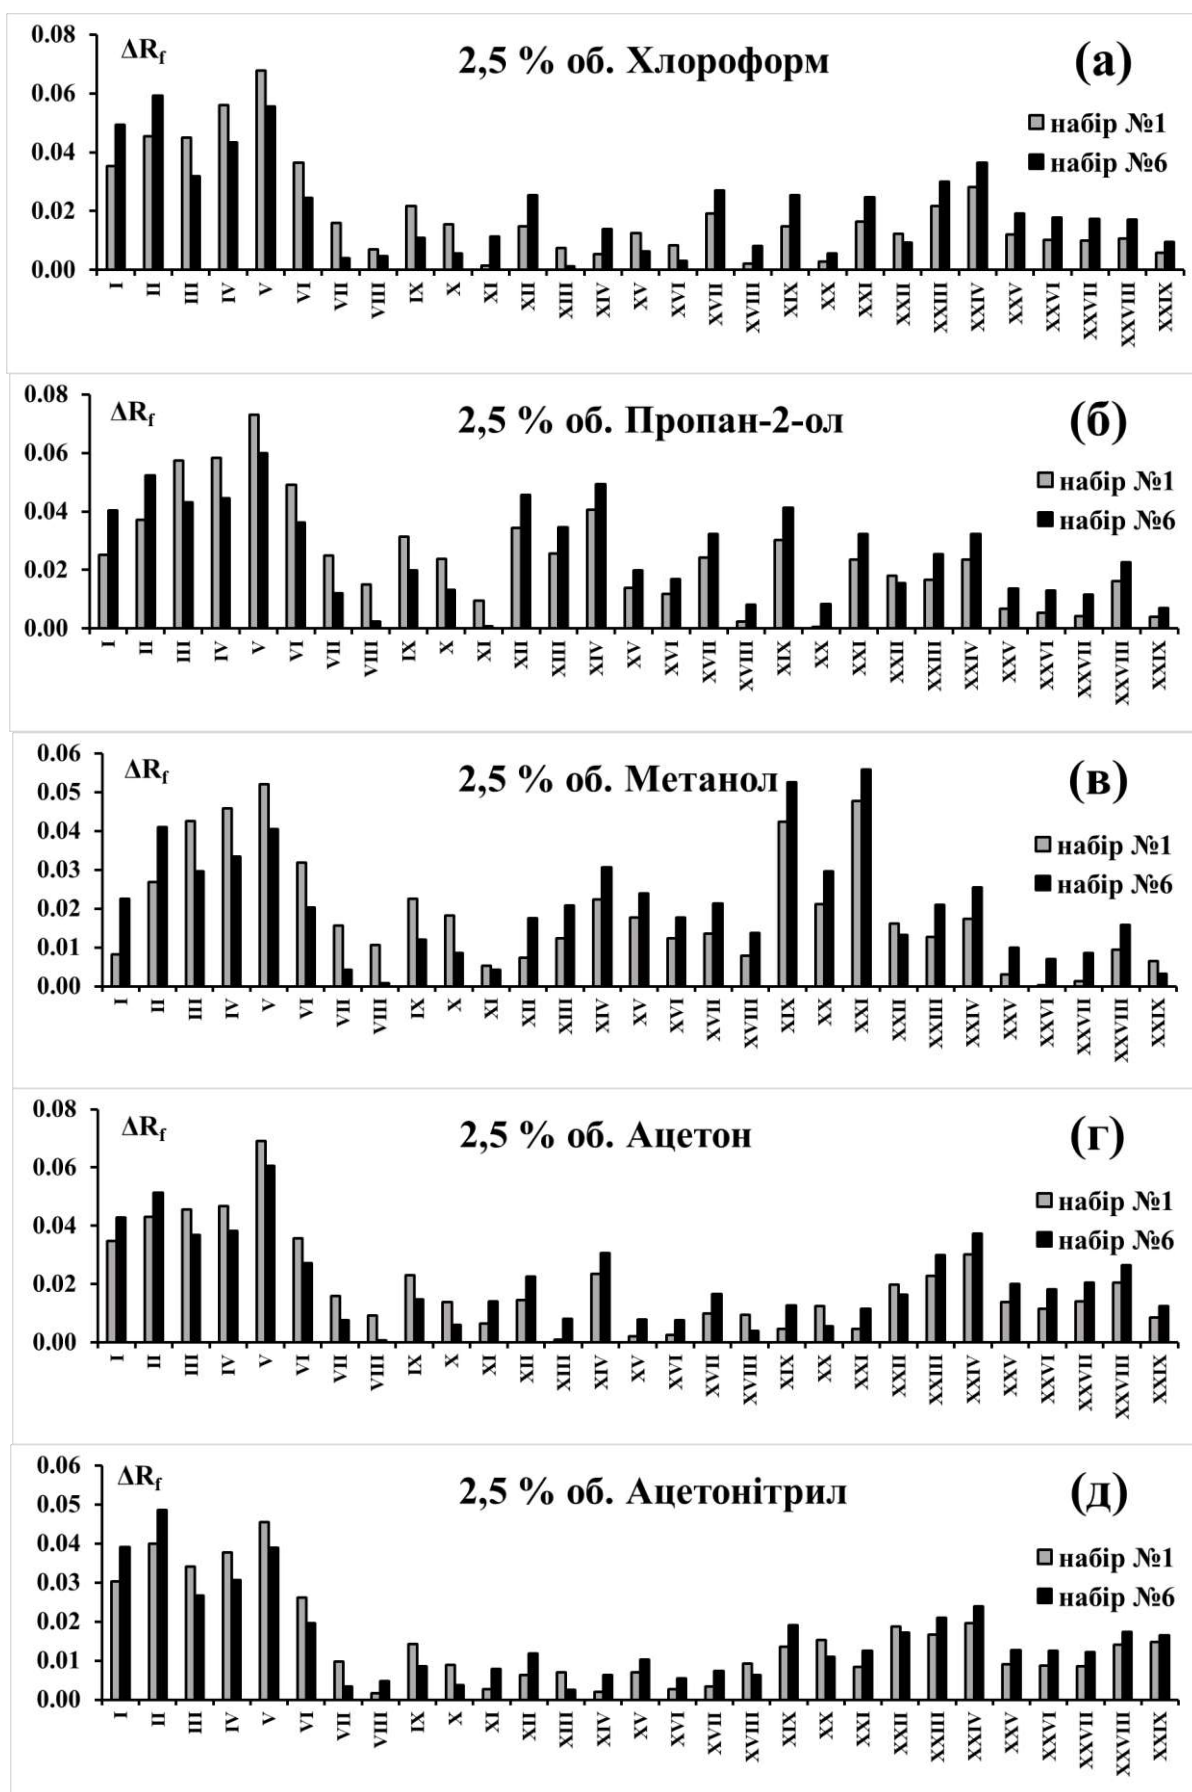 0.08
ΔRf
2,5 % об. Хлороформ
(а)
0.06
набір №1
0.04
набір №6
0.02
0.00
I II III IV V VI VII VIII IX X XI XII XIII XIV XV XVI XVII XVIII XIX XX XXI XXII XXIII XXIV XXV XXVI XXVII XXVIII XXIX
0.08
ΔRf
2,5 % об. Пропан-2-ол
(б)
0.06
набір №1
0.04
набір №6
0.02
0.00
I II III IV V VI VII VIII IX X XI XII XIII XIV XV XVI XVII XVIII XIX XX XXI XXII XXIII XXIV XXV XXVI XXVII XXVIII XXIX
0.06
ΔRf
2,5 % об. Метанол
(в)
0.05
0.04
набір №1
0.03
набір №6
0.02
0.01
0.00
I II III IV V VI VII VIII IX X XI XII XIII XIV XV XVI XVII XVIII XIX XX XXI XXII XXIII XXIV XXV XXVI XXVII XXVIII XXIX
0.08
ΔRf
2,5 % об. Ацетон
(г)
0.06
набір №1
0.04
набір №6
0.02
0.00
I II III IV V VI VII VIII IX X XI XII XIII XIV XV XVI XVII XVIII XIX XX XXI XXII XXIII XXIV XXV XXVI XXVII XXVIII XXIX
0.06
ΔRf
2,5 % об. Ацетонітрил
(д)
0.05
0.04
набір №1
0.03
набір №6
0.02
0.01
0.00
I II III IV V VI VII VIII IX X XI XII XIII XIV XV XVI XVII XVIII XIX XX XXI XXII XXIII XXIV XXV XXVI XXVII XXVIII XXIX